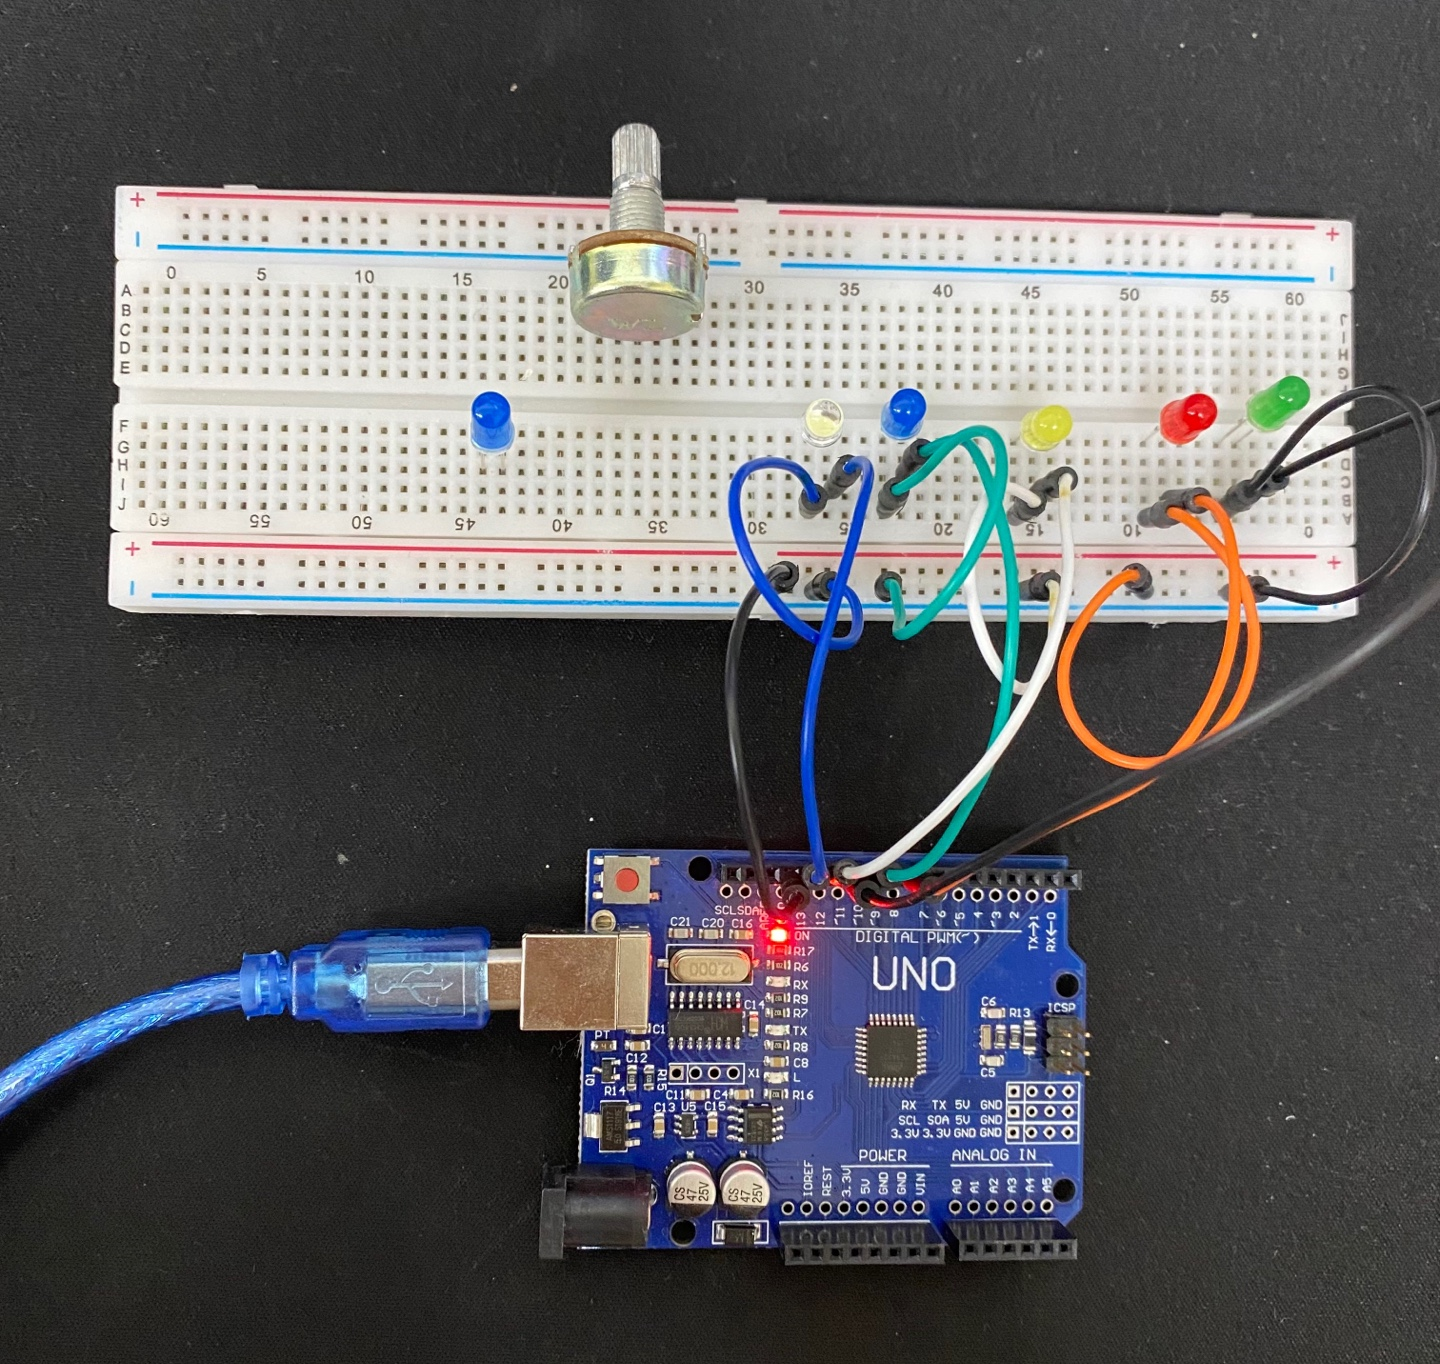 + +
0 5 10 15 20 30 35 40 45 50 55 60
A
B
C
D
E
J
I
H
G
F
G
H
I
J
D
C
B
A
60 55 50 45 40 35 30 20 15 10 0
+ +
SCL SDA
13 12 ~11 ~10 ~9 8 7 ~6 ~5 4 ~3 2 TX→1 RX←0
C21 C20 C16
ON
DIGITAL PWM(~)
R17
R6
UNO
12.000
RX
R9
C14
R7
C6
R13
ICSP
TX
PT
C1
R8
C12
C8
C5
Q1
R15
X1
L
R14
C11 C4
R16
C13 U5 C15
RX TX 5V GND
SCL SDA 5V GND
3.3V 3.3V GND GND
POWER
ANALOG IN
IOREF REST 3.3V 5V GND GND VIN
A0 A1 A2 A3 A4 A5
CS
47
25V
CS
47
25V